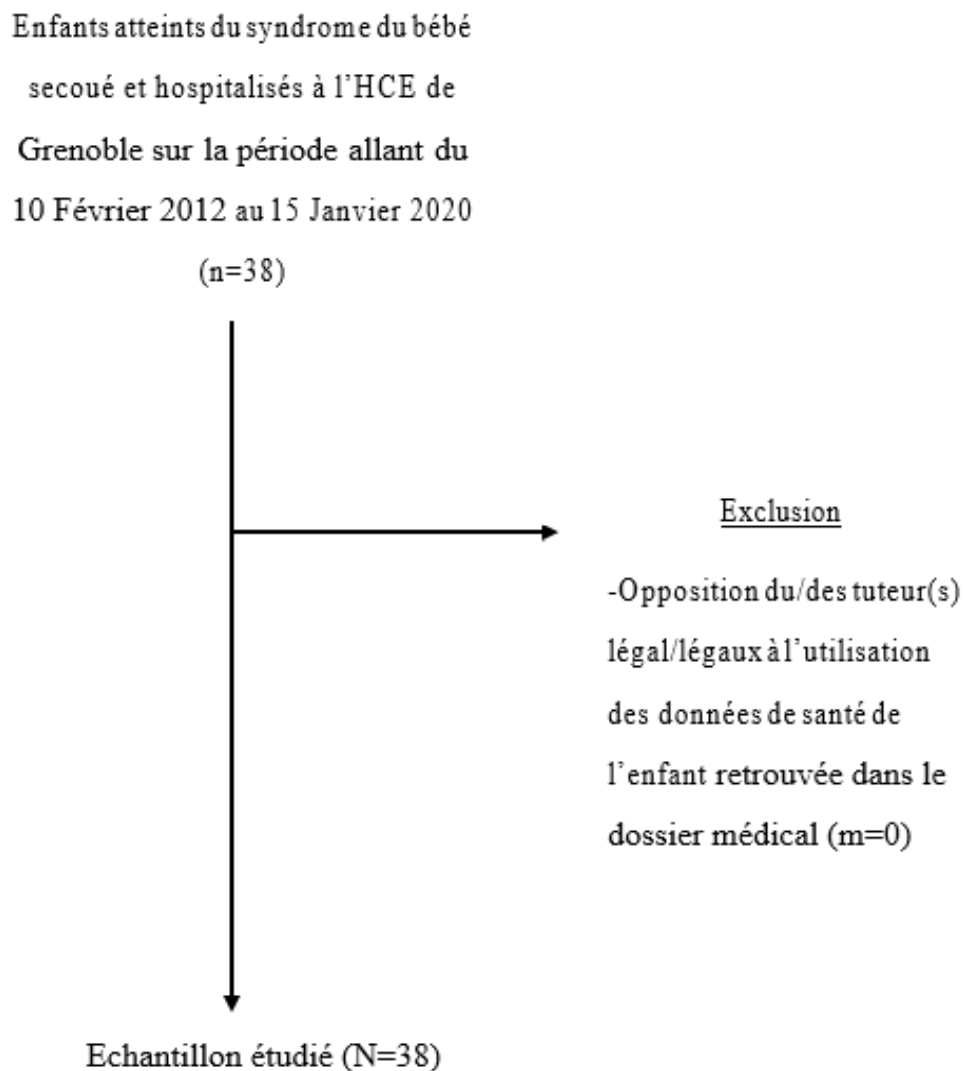 Enfants atteints du syndrome du bébé
secoué et hospitalisés à l'HCE de
Grenoble sur la période allant du
10 Février 2012 au 15 Janvier 2020
(n=38)
Exclusion
-Opposition du/des tuteur(s)
légal/légaux à l'utilisation
des données de santé de
l'enfant retrouvée dans le
dossier médical (m=0)
Echantillon étudié (N=38)